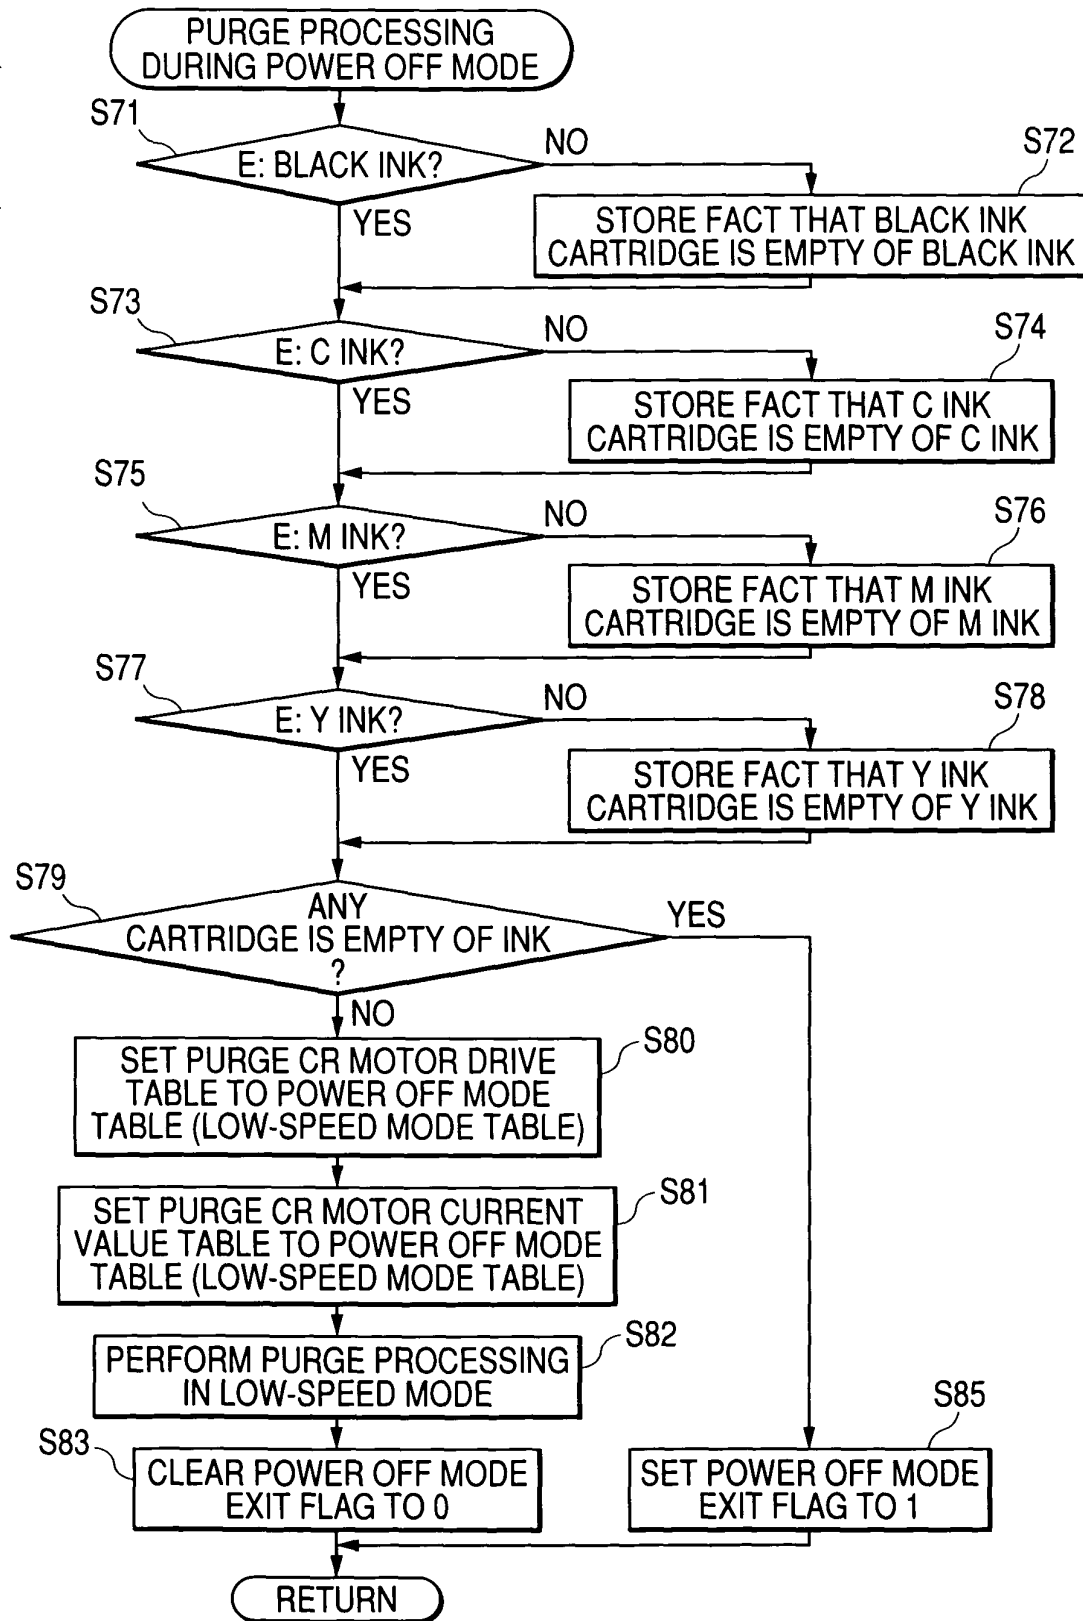 PURGE PROCESSING
DURING POWER OFF MODE
S71
E: BLACK INK?
NO
YES
S72
STORE FACT THAT BLACK INK
CARTRIDGE IS EMPTY OF BLACK INK
S73
E: C INK?
NO
YES
S74
STORE FACT THAT C INK
CARTRIDGE IS EMPTY OF C INK
S75
E: M INK?
NO
YES
S76
STORE FACT THAT M INK
CARTRIDGE IS EMPTY OF M INK
S77
E: Y INK?
NO
YES
S78
STORE FACT THAT Y INK
CARTRIDGE IS EMPTY OF Y INK
S79
ANY
CARTRIDGE IS EMPTY OF INK
?
YES
NO
S80
SET PURGE CR MOTOR DRIVE
TABLE TO POWER OFF MODE
TABLE (LOW-SPEED MODE TABLE)
S81
SET PURGE CR MOTOR CURRENT
VALUE TABLE TO POWER OFF MODE
TABLE (LOW-SPEED MODE TABLE)
S82
PERFORM PURGE PROCESSING
IN LOW-SPEED MODE
S83
CLEAR POWER OFF MODE
EXIT FLAG TO 0
S85
SET POWER OFF MODE
EXIT FLAG TO 1
RETURN